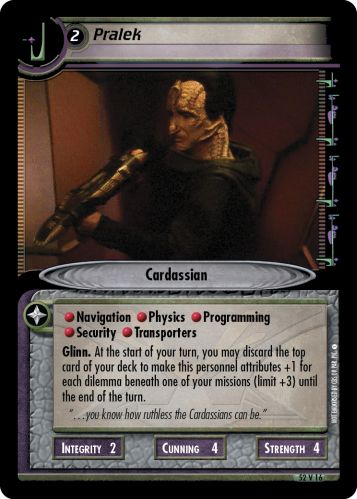 2 Pralek
Cardassian
Navigation Physics Programming
Security Transporters
Glinn. At the start of your turn, you may discard the top
card of your deck to make this personnel attributes +1 for
each dilemma beneath one of your missions (limit +3) until
the end of the turn.
"...you know how ruthless the Cardassians can be."
INTEGRITY 2 CUNNING 4 STRENGTH 4
52 V 16